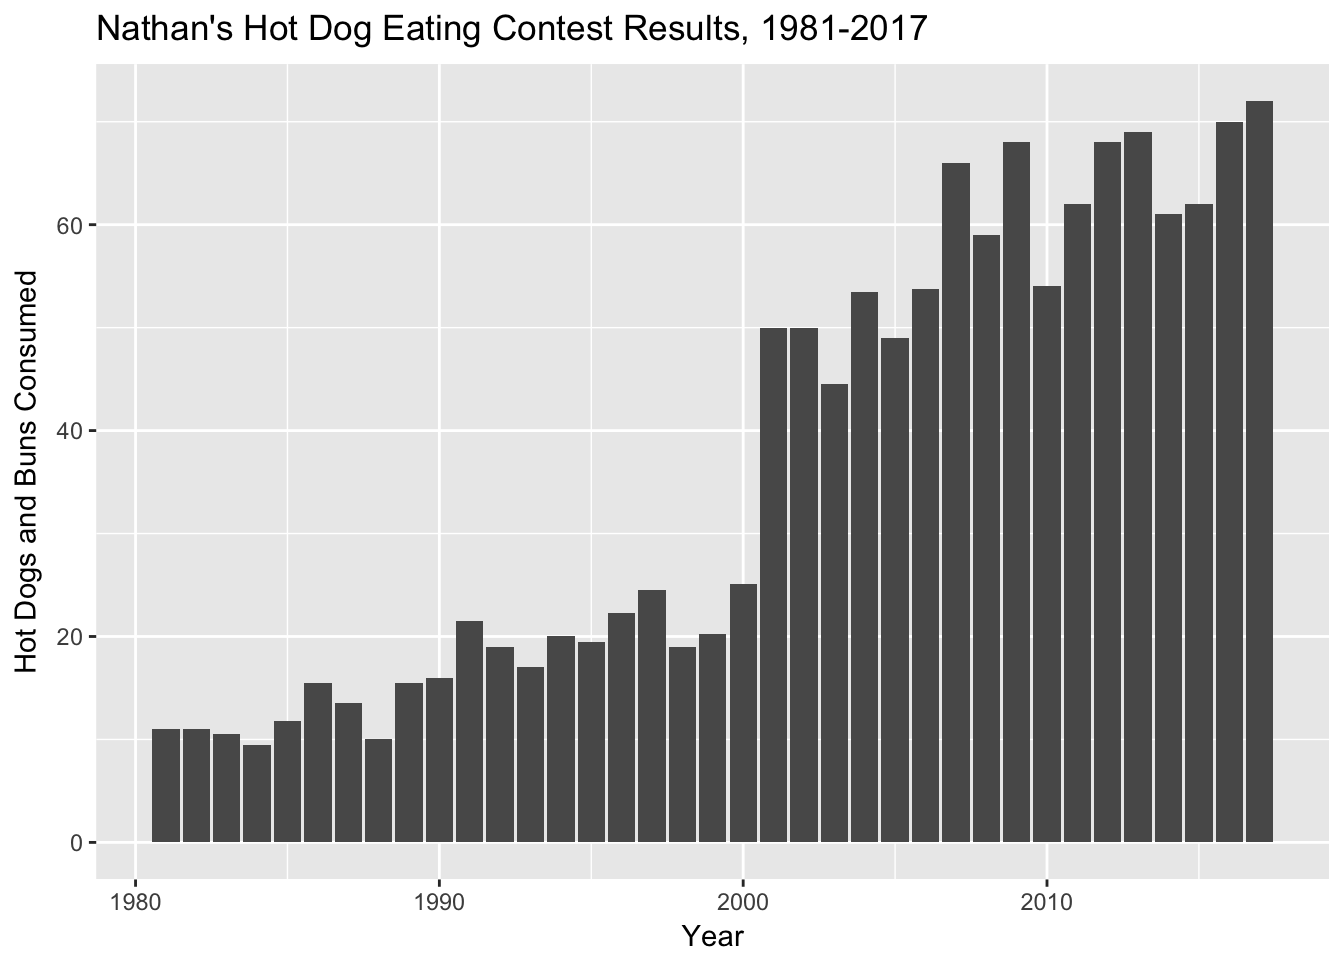 Nathan's Hot Dog Eating Contest Results, 1981-2017
Hot Dogs and Buns Consumed
60
40
20
0
1980 1990 2000 2010
Year